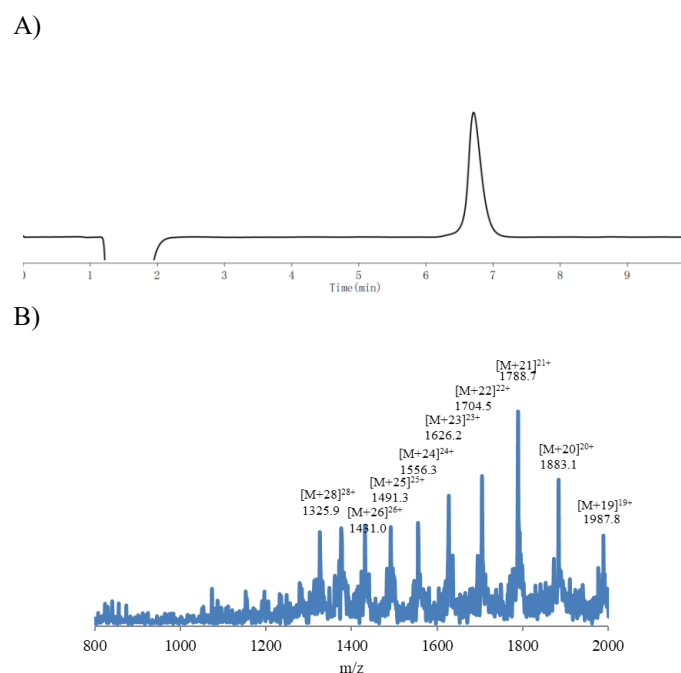 A)
) 1 2 3 4 5 6 7 8 9
Time(min)
B)
[M+21]²¹⁺
1788.7
[M+22]²²⁺
1704.5
[M+23]²³⁺
1626.2
[M+24]²⁴⁺
1556.3
[M+25]²⁵⁺
1491.3
[M+28]²⁸⁺
1325.9
[M+26]²⁶⁺
1431.0
[M+20]²⁰⁺
1883.1
[M+19]¹⁹⁺
1987.8
800 1000 1200 1400 1600 1800 2000
m/z